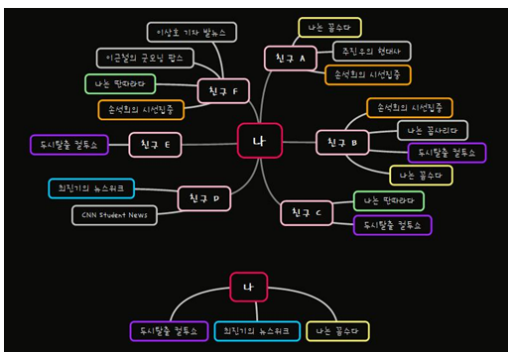 이상호 기자 발뉴스
이근철의 굿모닝 팝스
나는 딴따라다
손석희의 시선집중
친구 F
나는 꼼수다
주진우의 현대사
손석희의 시선집중
친구 A
나
두시탈출 컬투쇼
친구 E
손석희의 시선집중
나는 꼽사리다
두시탈출 컬투쇼
나는 꼼수다
친구 B
최진기의 뉴스위크
CNN Student News
친구 D
나는 딴따라다
두시탈출 컬투쇼
친구 C
나
두시탈출 컬투쇼
최진기의 뉴스위크
나는 꼼수다